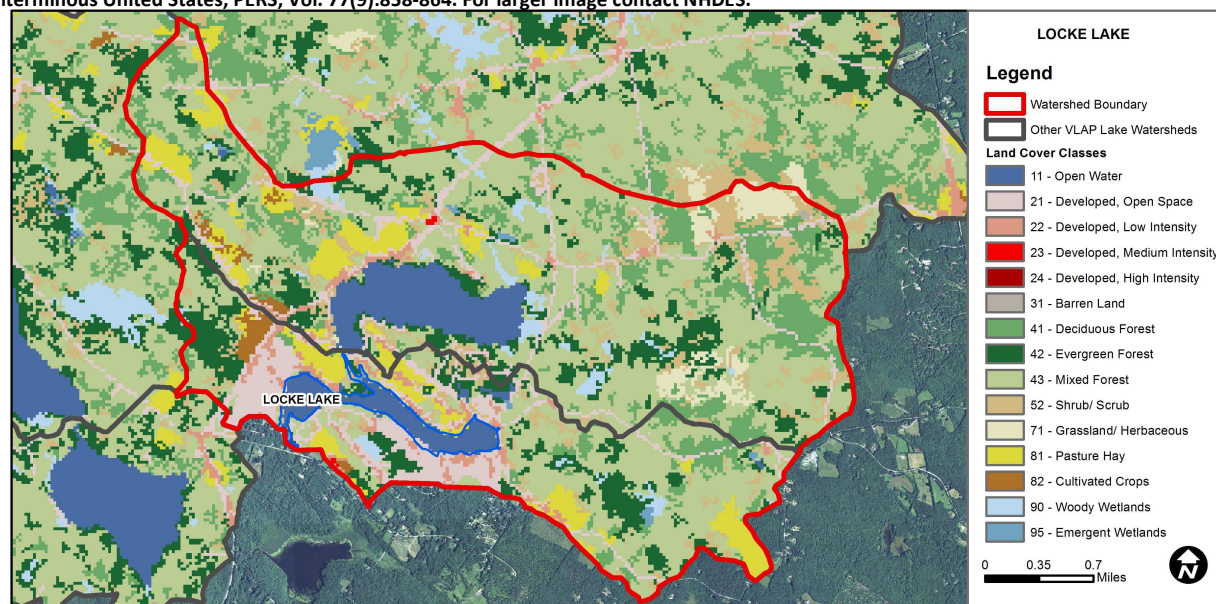 nterminous United States, PERS, Vol. 77(9):858-864. For larger image contact NHDES.
LOCKE LAKE
LOCKE LAKE
Legend
Watershed Boundary
Other VLAP Lake Watersheds
Land Cover Classes
11 - Open Water
21 - Developed, Open Space
22 - Developed, Low Intensity
23 - Developed, Medium Intensity
24 - Developed, High Intensity
31 - Barren Land
41 - Deciduous Forest
42 - Evergreen Forest
43 - Mixed Forest
52 - Shrub/ Scrub
71 - Grassland/ Herbaceous
81 - Pasture Hay
82 - Cultivated Crops
90 - Woody Wetlands
95 - Emergent Wetlands
0 0.35 0.7
Miles
N